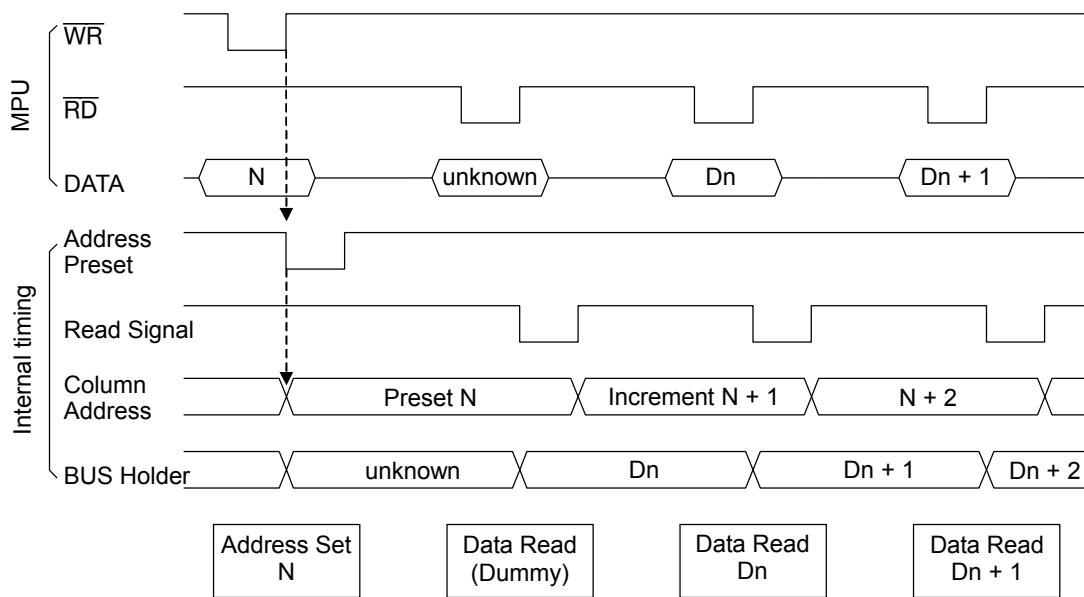 MPU
WR
RD
DATA
N
unknown
Dn
Dn + 1
Internal timing
Address
Preset
Read Signal
Column
Address
Preset N
Increment N + 1
N + 2
BUS Holder
unknown
Dn
Dn + 1
Dn + 2
Address Set
N
Data Read
(Dummy)
Data Read
Dn
Data Read
Dn + 1